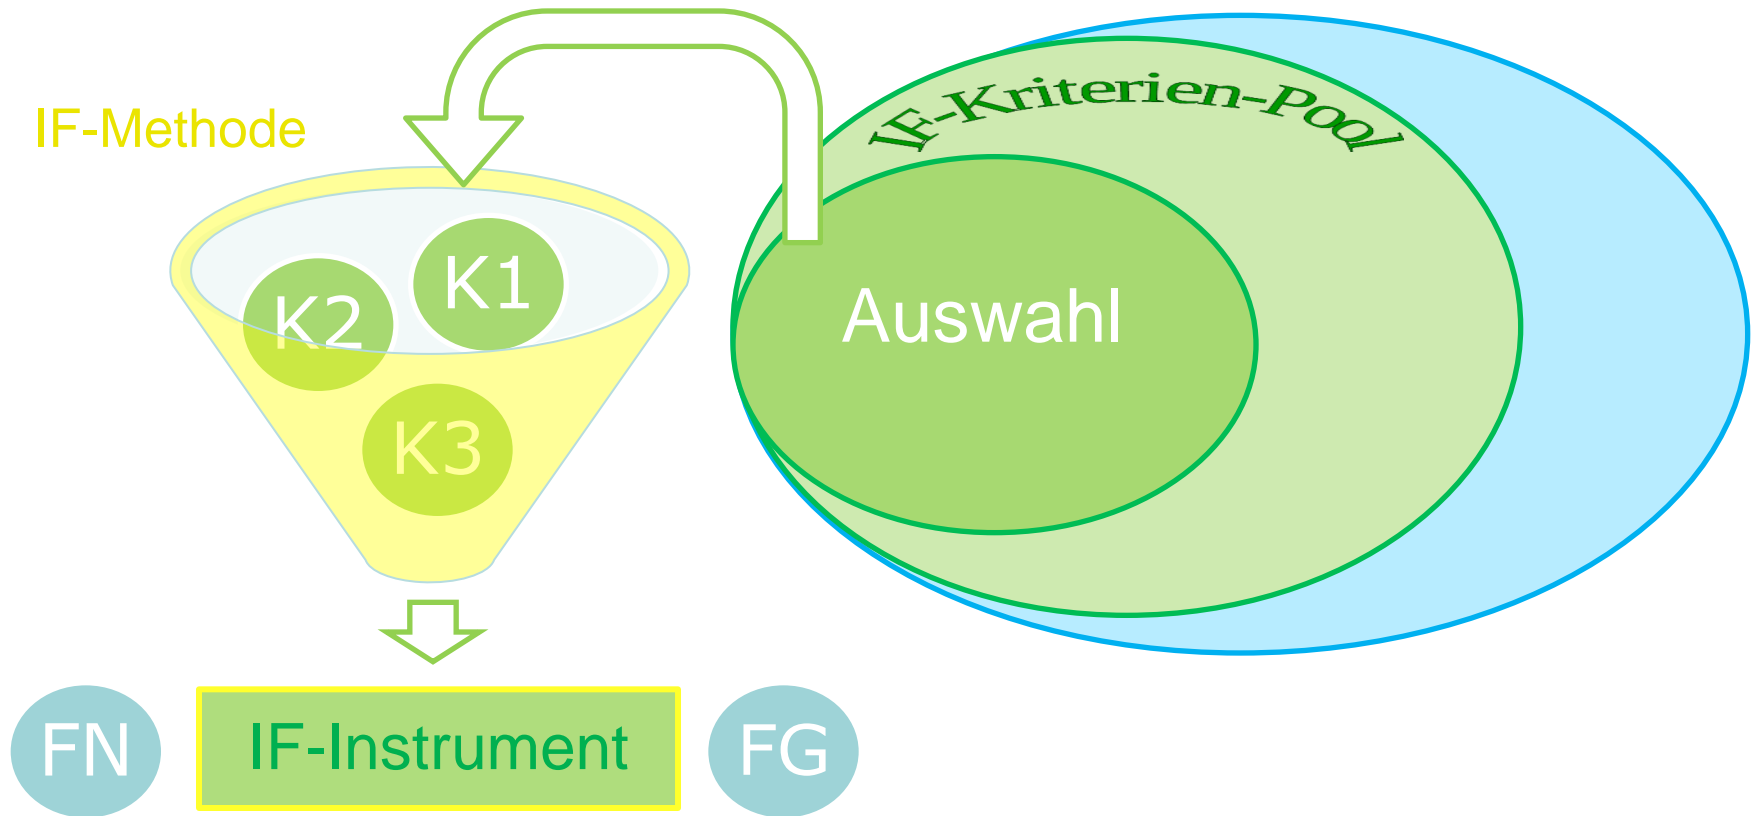 IF-Kriterien-Pool
IF-Methode
K1
K2
Auswahl
K3
FN
IF-Instrument
FG